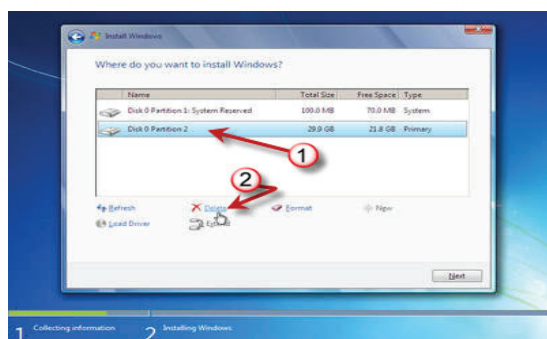 Install Windows
Where do you want to install Windows?
Name Total Size Free Space Type
Disk 0 Partition 1: System Reserved 100.0 MB 70.0 MB System
Disk 0 Partition 2 29.9 GB 21.8 GB Primary
1
2
Refresh Delete Format New
Load Driver
Next
1 Collecting information 2 Installing Windows